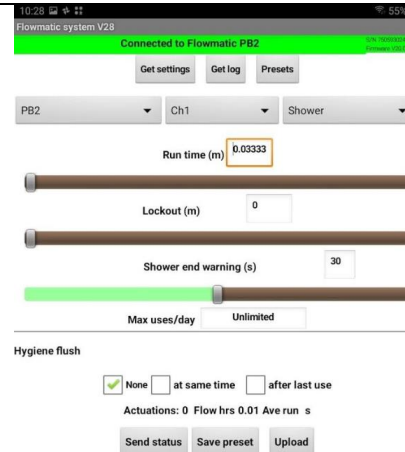 10:28 55%
Flowmatic system V28
Connected to Flowmatic PB2
Get settings Get log Presets
PB2 Ch1 Shower
Run time (m) 0.03333
Lockout (m) 0
Shower end warning (s) 30
Max uses/day Unlimited
Hygiene flush
None at same time after last use
Actuations: 0 Flow hrs 0.01 Ave run s
Send status Save preset Upload